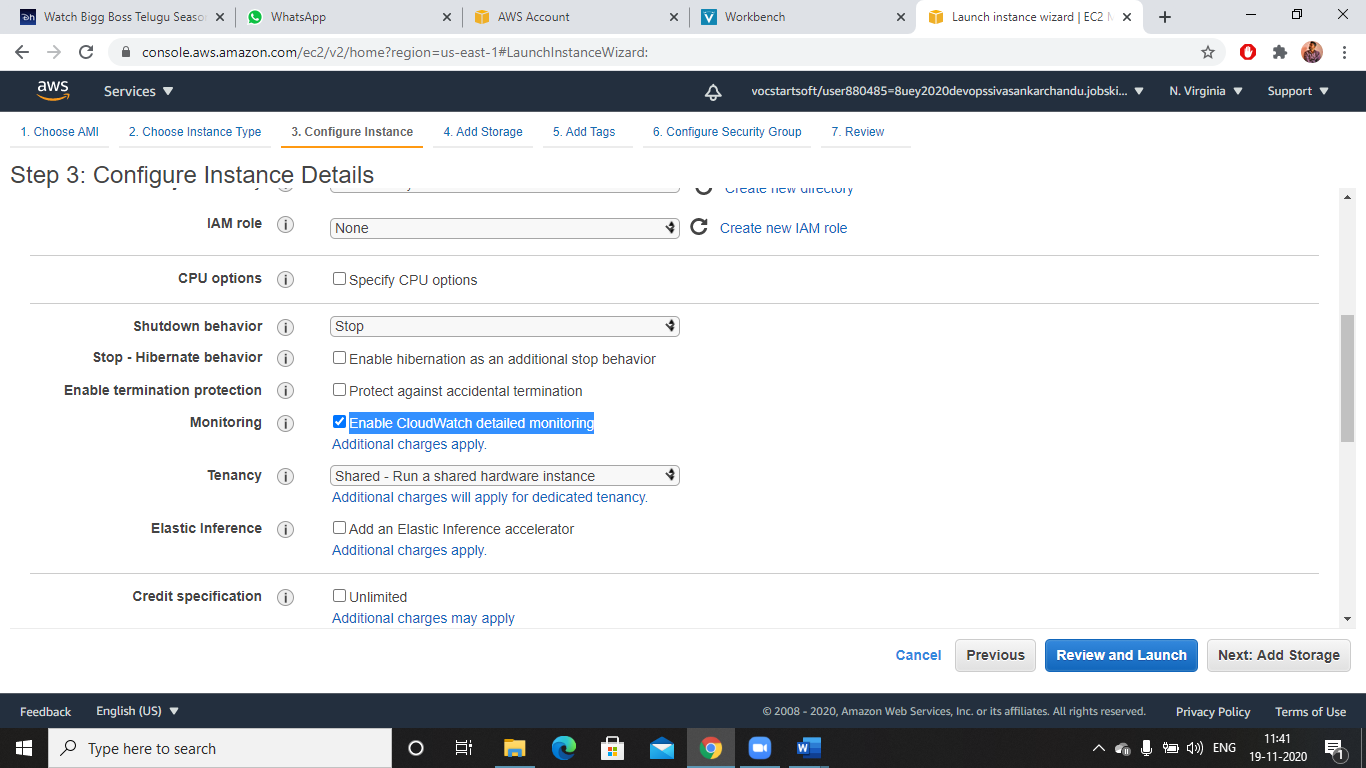 Watch Bigg Boss Telugu Seaso
WhatsApp
AWS Account
Workbench
Launch instance wizard | EC2 M
console.aws.amazon.com/ec2/v2/home?region=us-east-1#LaunchInstanceWizard:
aws
Services
vocstartsoft/user880485=8uey2020devopssivasankarchandu.jobski...
N. Virginia
Support
1. Choose AMI
2. Choose Instance Type
3. Configure Instance
4. Add Storage
5. Add Tags
6. Configure Security Group
7. Review
Step 3: Configure Instance Details
Create new directory
IAM role
None
Create new IAM role
CPU options
Specify CPU options
Shutdown behavior
Stop
Stop - Hibernate behavior
Enable hibernation as an additional stop behavior
Enable termination protection
Protect against accidental termination
Monitoring
Enable CloudWatch detailed monitoring
Additional charges apply.
Tenancy
Shared - Run a shared hardware instance
Additional charges will apply for dedicated tenancy.
Elastic Inference
Add an Elastic Inference accelerator
Additional charges apply.
Credit specification
Unlimited
Additional charges may apply
Cancel
Previous
Review and Launch
Next: Add Storage
Feedback
English (US)
© 2008 - 2020, Amazon Web Services, Inc. or its affiliates. All rights reserved.
Privacy Policy
Terms of Use
Type here to search
ENG
11:41
19-11-2020
1